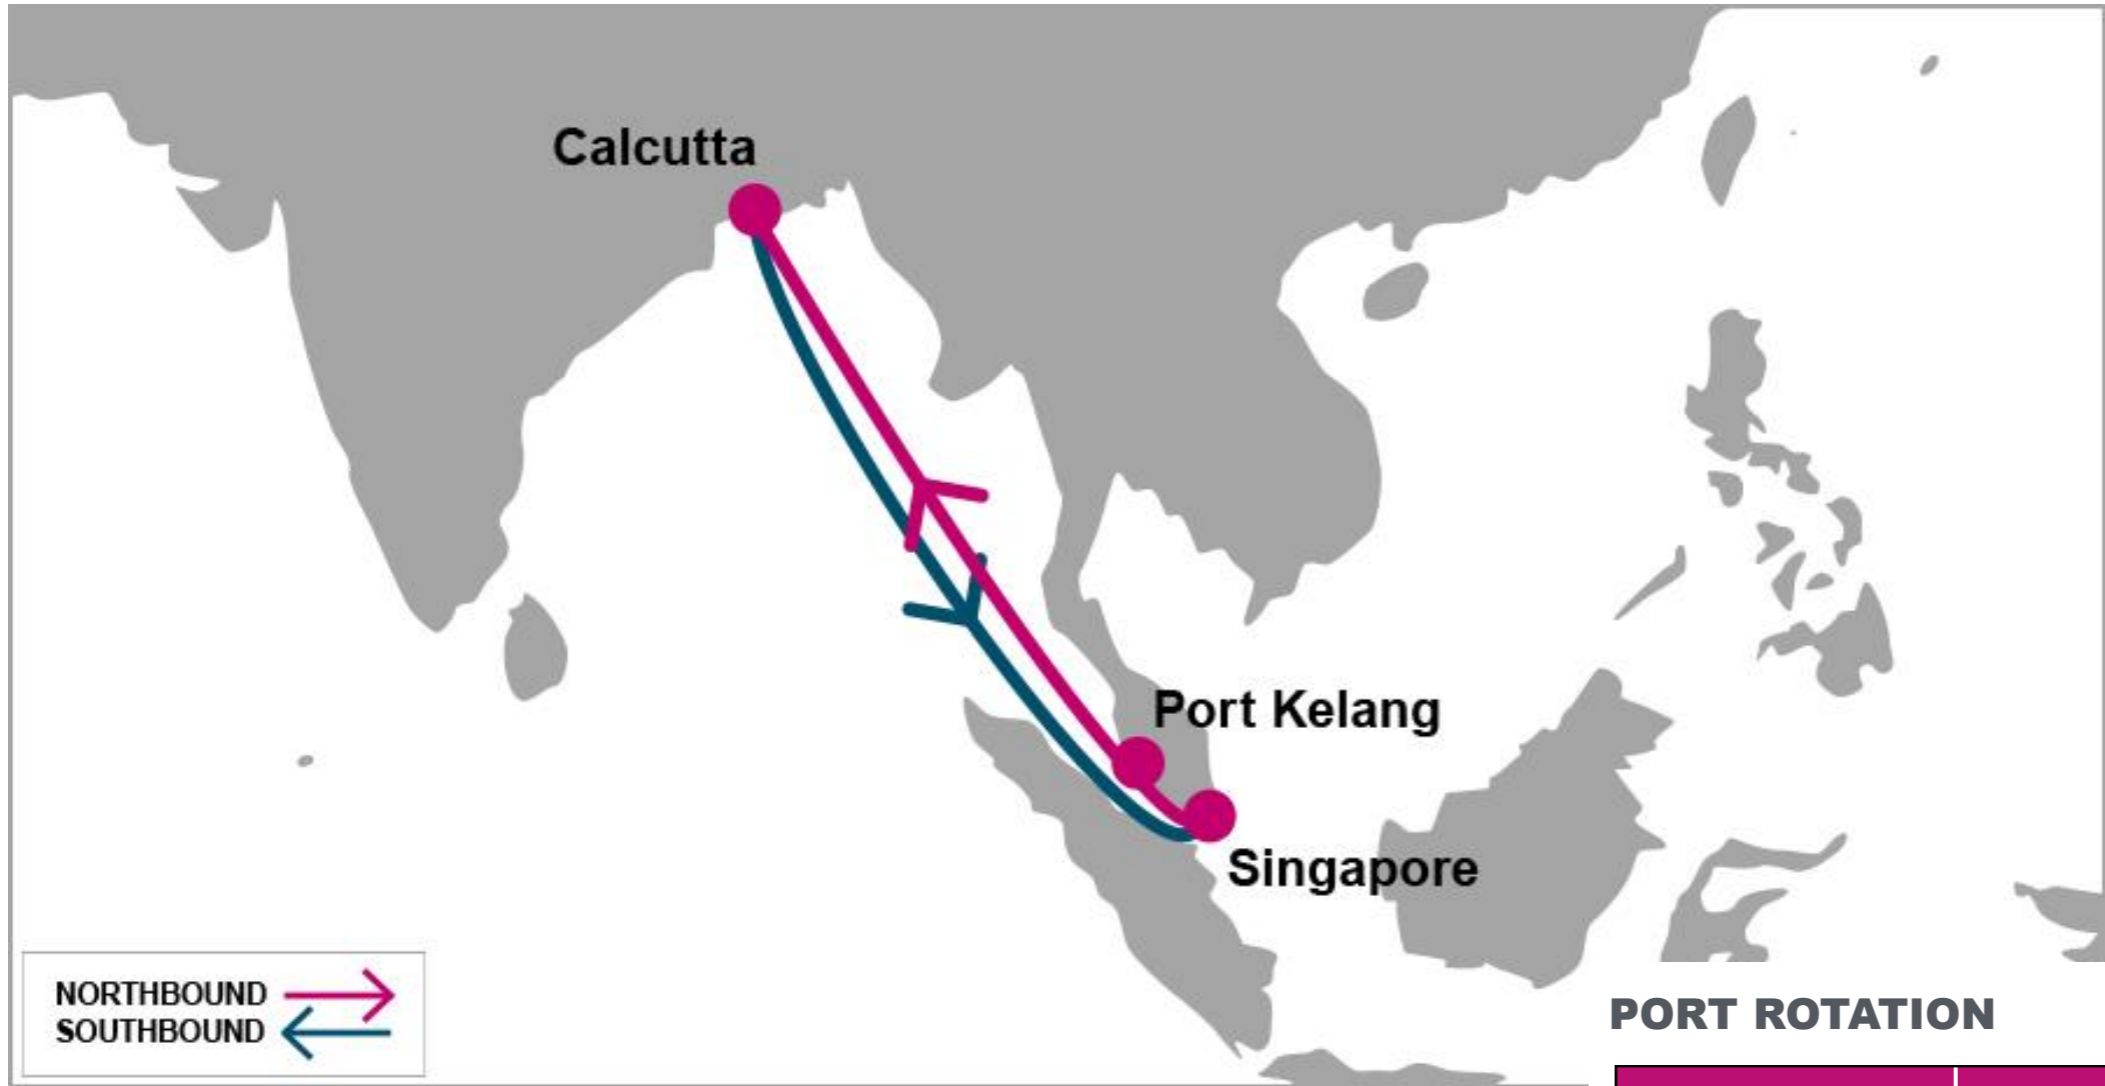 Calcutta
Port Kelang
Singapore
NORTHBOUND
SOUTHBOUND
PORT ROTATION